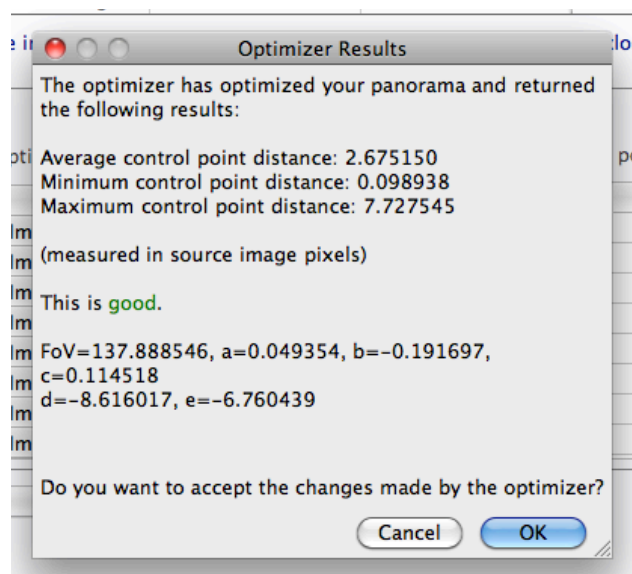 Optimizer Results
The optimizer has optimized your panorama and returned
the following results:
Average control point distance: 2.675150
Minimum control point distance: 0.098938
Maximum control point distance: 7.727545
(measured in source image pixels)
This is good.
FoV=137.888546, a=0.049354, b=-0.191697,
c=0.114518
d=-8.616017, e=-6.760439
Do you want to accept the changes made by the optimizer?
Cancel OK